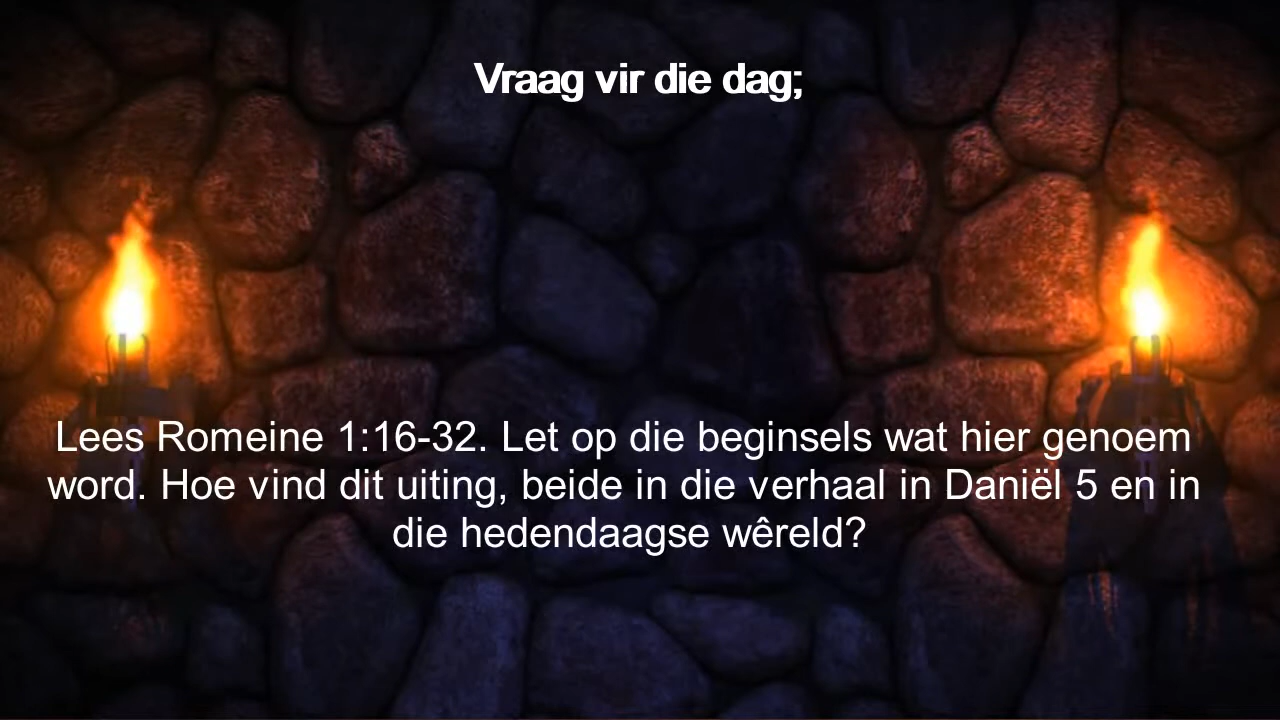 Vraag vir die dag;
Lees Romeine 1:16-32. Let op die beginsels wat hier genoem
word. Hoe vind dit uiting, beide in die verhaal in Daniël 5 en in
die hedendaagse wêreld?